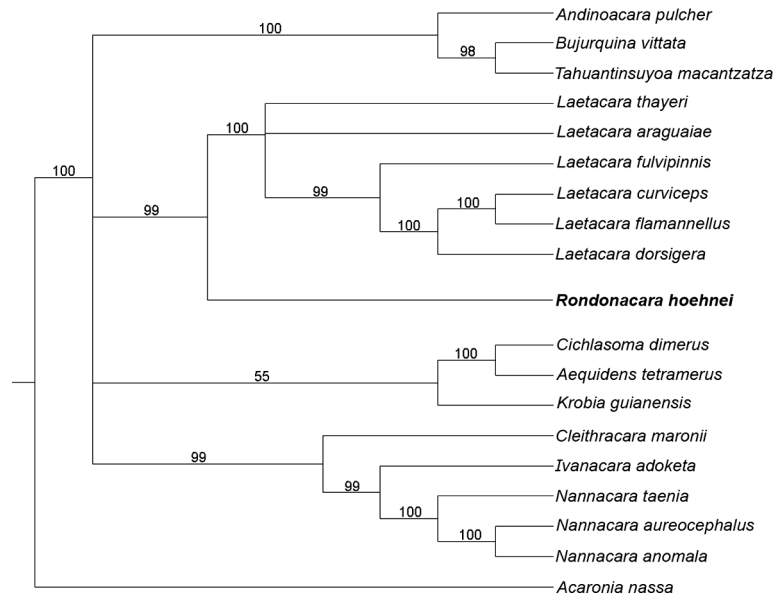 Andinoacara pulcher
100
Bujurquina vittata
98
Tahuantinsuyoa macantzatza
Laetacara thayeri
100
Laetacara araguaiae
Laetacara fulvipinnis
100
99
Laetacara curviceps
100
99
Laetacara flamannellus
100
Laetacara dorsigera
Rondonacara hoehnei
Cichlasoma dimerus
100
Aequidens tetramerus
55
Krobia guianensis
Cleithracara maronii
99
Ivanacara adoketa
99
Nannacara taenia
100
Nannacara aureocephalus
100
Nannacara anomala
Acaronia nassa